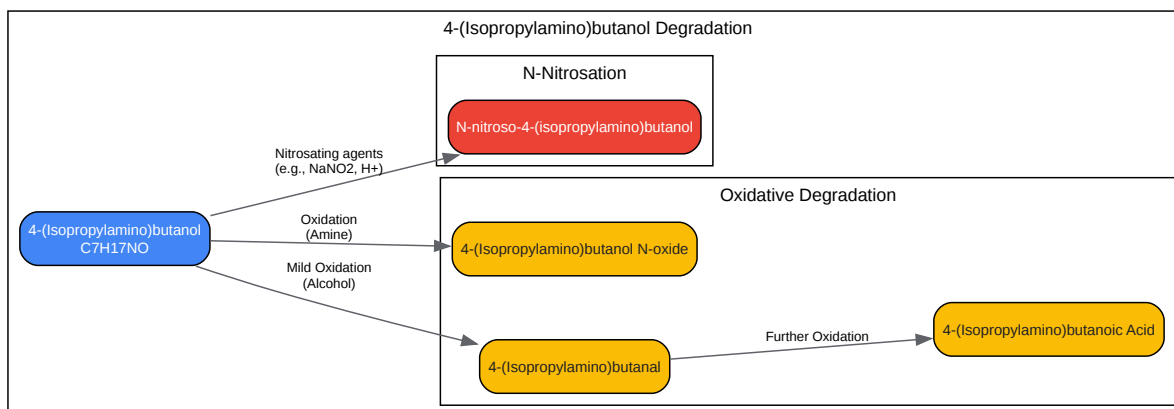 4-(Isopropylamino)butanol Degradation
N-Nitrosation
N-nitroso-4-(isopropylamino)butanol
Nitrosating agents
(e.g., NaNO2, H+)
Oxidative Degradation
4-(Isopropylamino)butanol
C7H17NO
Oxidation
(Amine)
4-(Isopropylamino)butanol N-oxide
Mild Oxidation
(Alcohol)
4-(Isopropylamino)butanal
Further Oxidation
4-(Isopropylamino)butanoic Acid